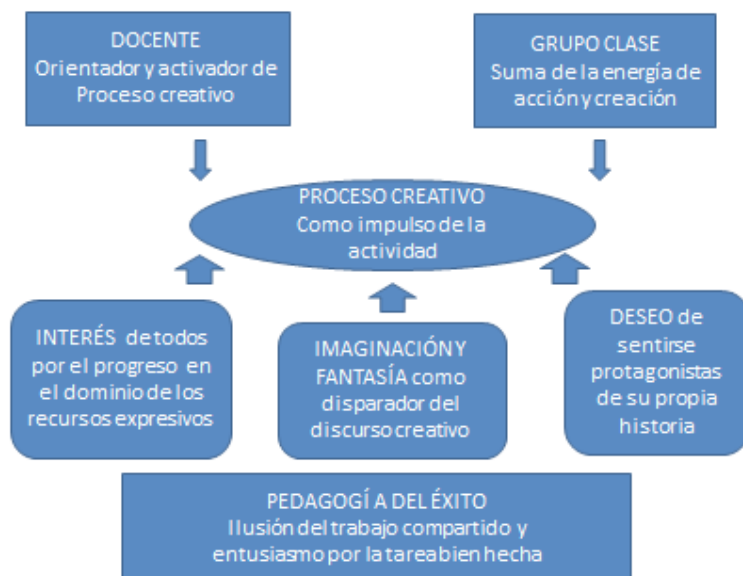 DOCENTE
Orientador y activador de
Proceso creativo
GRUPO CLASE
Suma de la energía de
acción y creación
PROCESO CREATIVO
Como impulso de la
actividad
INTERÉS de todos
por el progreso en
el dominio de los
recursos expresivos
IMAGINACIÓN Y
FANTASÍA como
disparador del
discurso creativo
DESEO de
sentirse
protagonistas
de su propia
historia
PEDAGOGÍA DEL ÉXITO
Ilusión del trabajo compartido y
entusiasmo por la tarea bien hecha